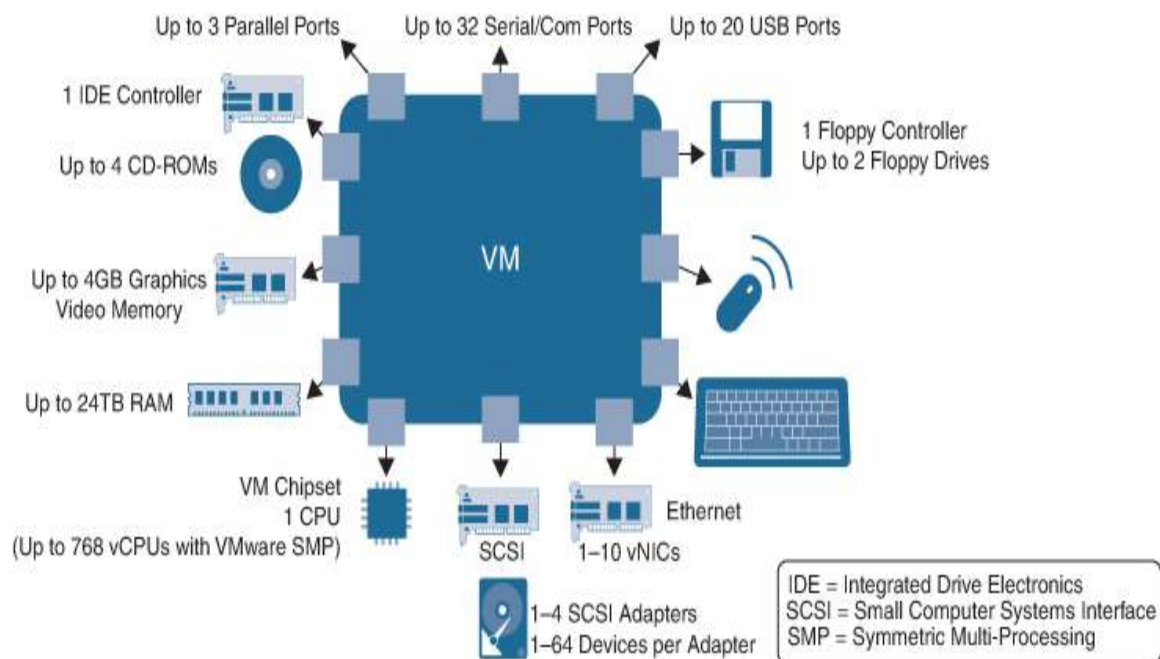 Up to 3 Parallel Ports
Up to 32 Serial/Com Ports
Up to 20 USB Ports
1 IDE Controller
Up to 4 CD-ROMs
1 Floppy Controller
Up to 2 Floppy Drives
VM
Up to 4GB Graphics
Video Memory
Up to 24TB RAM
VM Chipset
1 CPU
(Up to 768 vCPUs with VMware SMP)
SCSI
Ethernet
1–10 vNICs
1–4 SCSI Adapters
1–64 Devices per Adapter
IDE = Integrated Drive Electronics
SCSI = Small Computer Systems Interface
SMP = Symmetric Multi-Processing